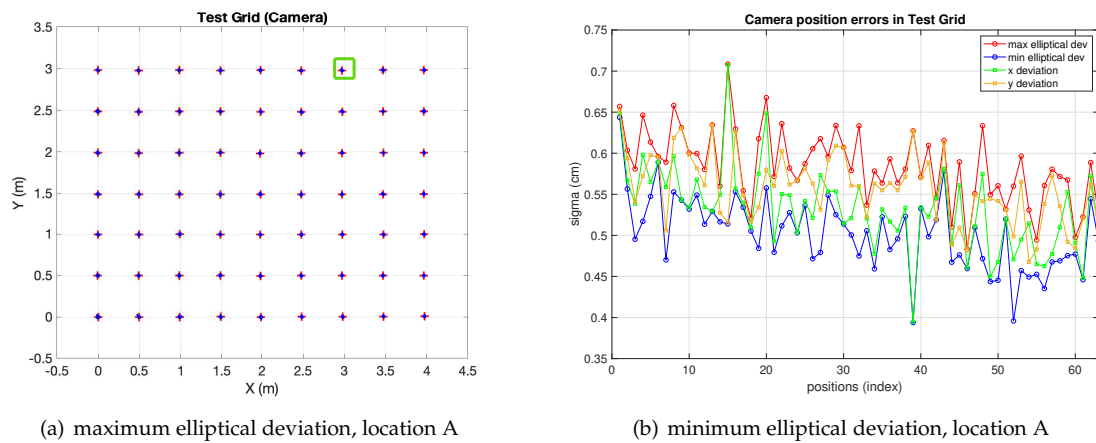 Test Grid (Camera)
3.5
3
2.5
2
1.5
1
0.5
0
-0.5
Y (m)
-0.5 0 0.5 1 1.5 2 2.5 3 3.5 4 4.5
X (m)
(a) maximum elliptical deviation, location A
Camera position errors in Test Grid
max elliptical dev
min elliptical dev
x deviation
y deviation
0.7
0.65
0.6
0.55
0.5
0.45
0.4
0.35
sigma (cm)
0 10 20 30 40 50 60
positions (index)
(b) minimum elliptical deviation, location A